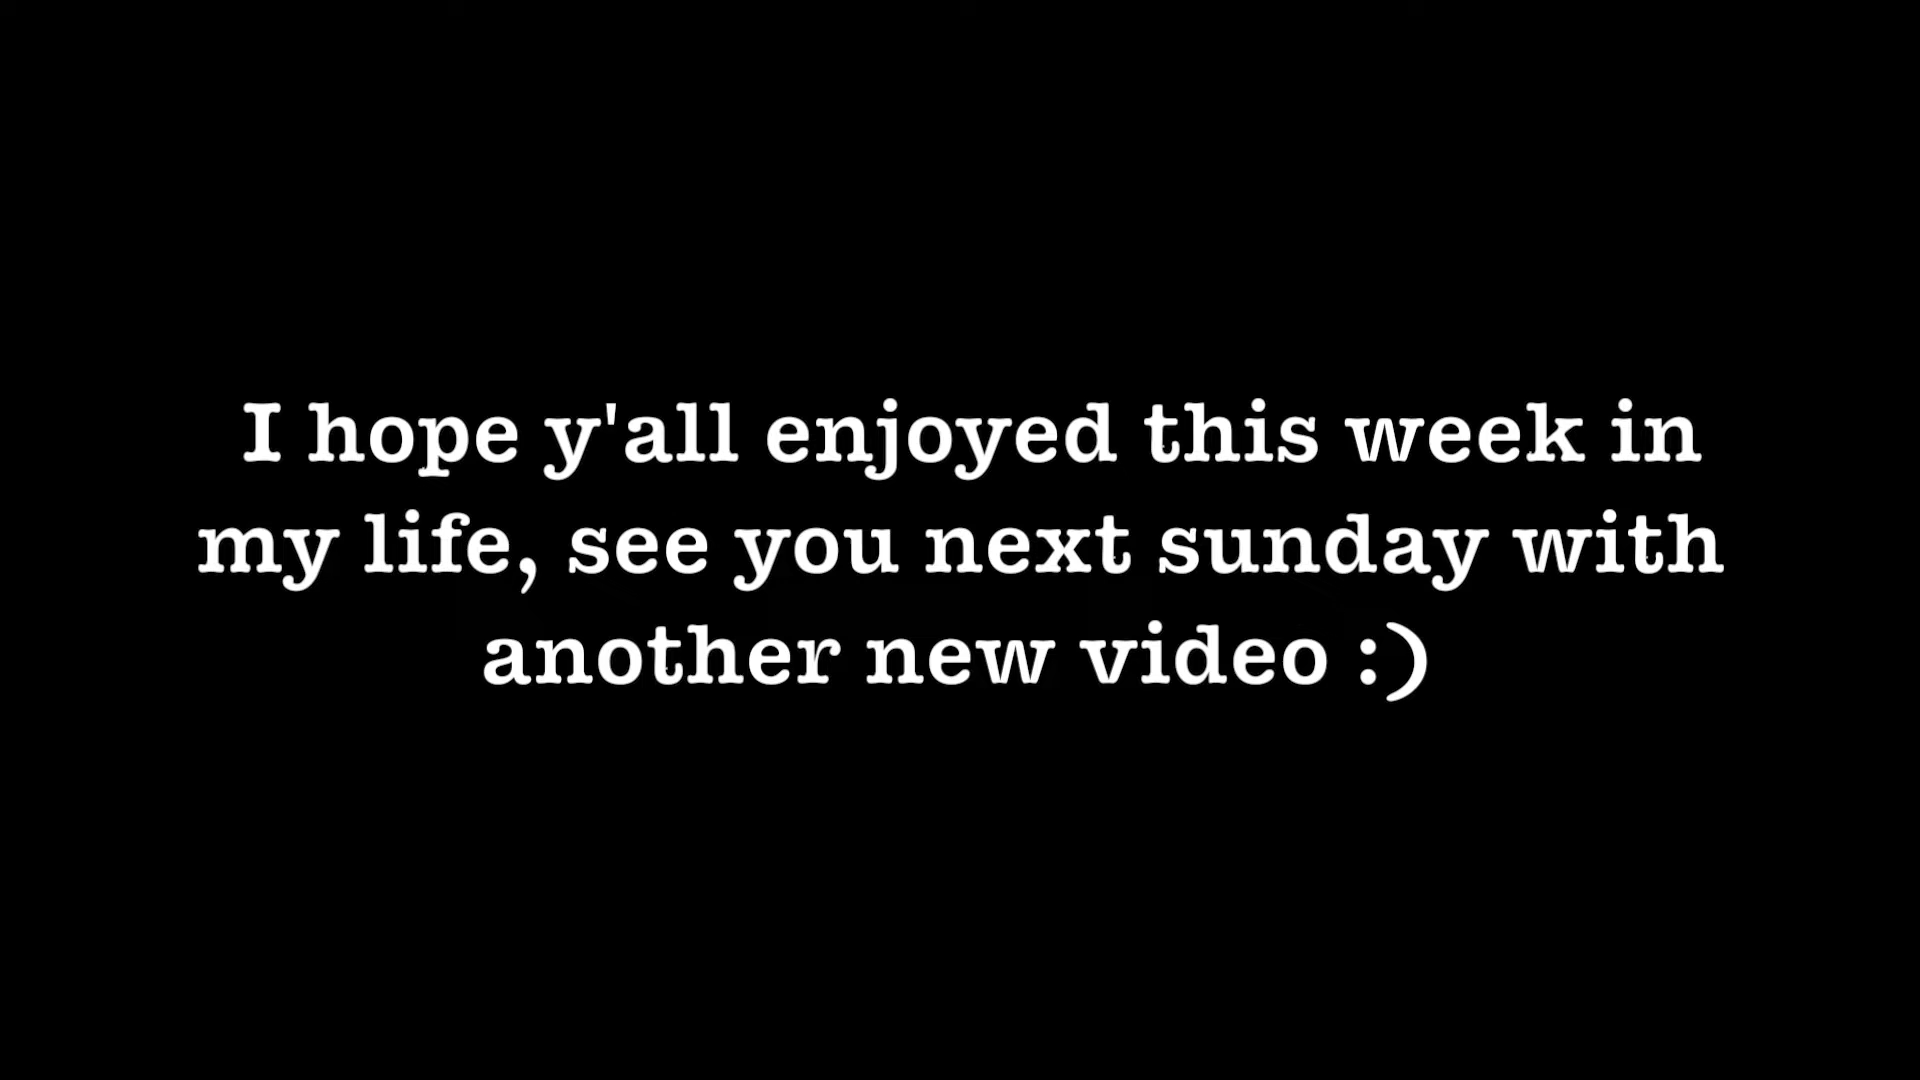 I hope y'all enjoyed this week in
my life, see you next sunday with
another new video :)